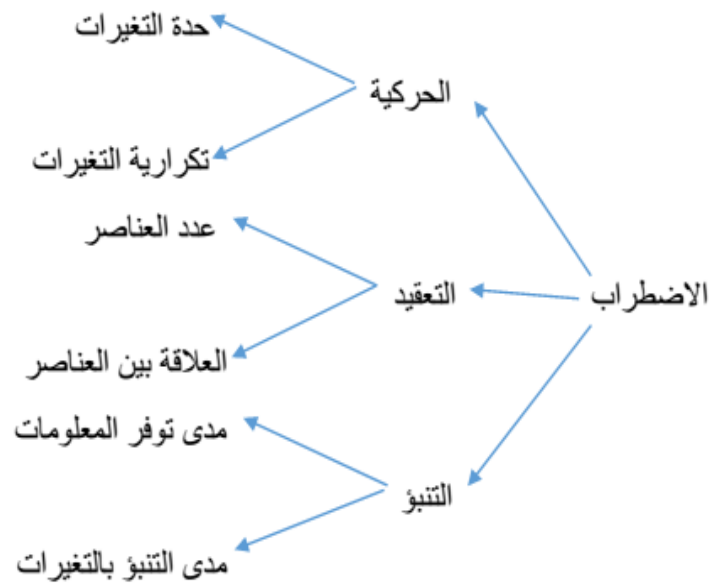 حدة التغيرات
الحركية
تكرارية التغيرات
عدد العناصر
الاضطراب
التعقيد
العلاقة بين العناصر
مدى توفر المعلومات
التنبؤ
مدى التنبؤ بالتغيرات